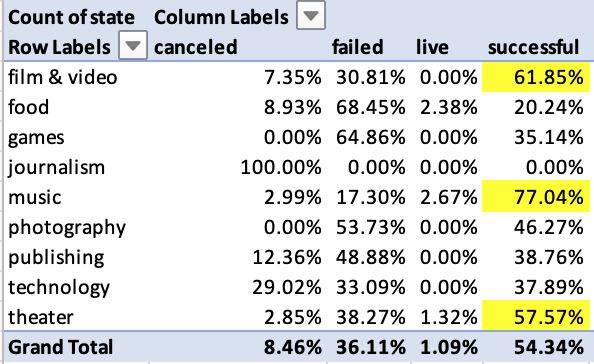 Count of state Column Labels
Row Labels canceled failed live successful
film & video 7.35% 30.81% 0.00% 61.85%
food 8.93% 68.45% 2.38% 20.24%
games 0.00% 64.86% 0.00% 35.14%
journalism 100.00% 0.00% 0.00% 0.00%
music 2.99% 17.30% 2.67% 77.04%
photography 0.00% 53.73% 0.00% 46.27%
publishing 12.36% 48.88% 0.00% 38.76%
technology 29.02% 33.09% 0.00% 37.89%
theater 2.85% 38.27% 1.32% 57.57%
Grand Total 8.46% 36.11% 1.09% 54.34%